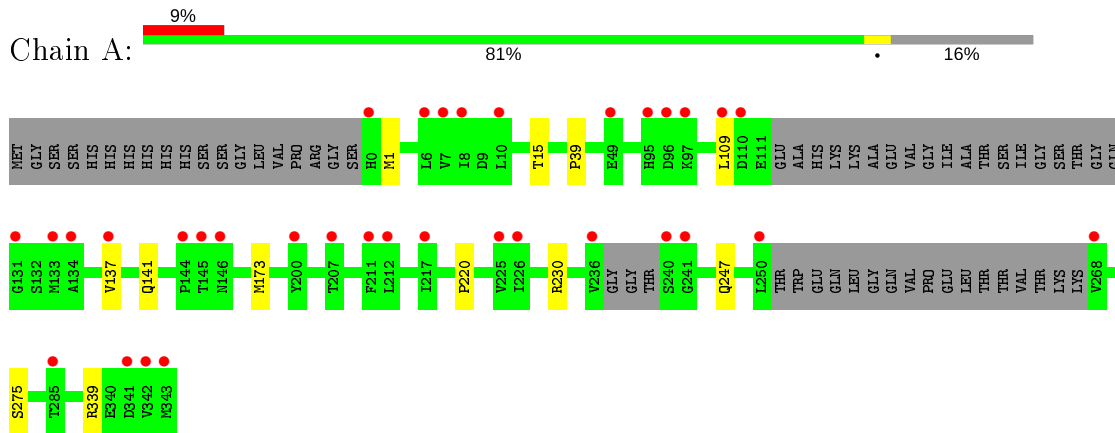 9%
Chain A:
81% • 16%
MET GLY SER SER HIS HIS HIS HIS HIS HIS SER SER GLY LEU VAL PRO ARG GLY SER H0 M1 L6 V7 I8 D9 L10 T15 P39 E49 H95 D96 K97 L109 D110 E111 GLU ALA HIS LYS LYS ALA GLU VAL GLY ILE ALA THR SER ILE GLY SER THR GLY GLN
G131 S132 M133 A134 V137 Q141 P144 T145 N146 M173 Y200 T207 F211 L212 I217 P220 V225 I226 R230 V236 GLY GLY THR S240 G241 Q247 L250 THR TRP GLU GLN LEU GLY GLN VAL PRO GLU LEU THR THR VAL THR LYS LYS V268
S275 T285 R339 E340 D341 V342 M343